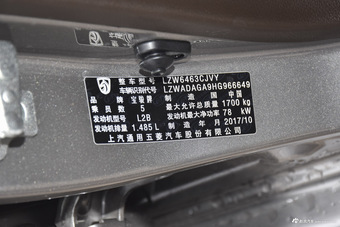 整车型号 LZW6463CJVY
车辆识别代号 LZWADAGA9HG966649
品牌 宝骏牌 制造国 中国
乘员数 5 最大允许总质量 1700 kg
发动机型号 L2B 发动机最大净功率 78 kW
发动机排量 1.485 L 制造年月 2017/10
上汽通用五菱汽车股份有限公司制造